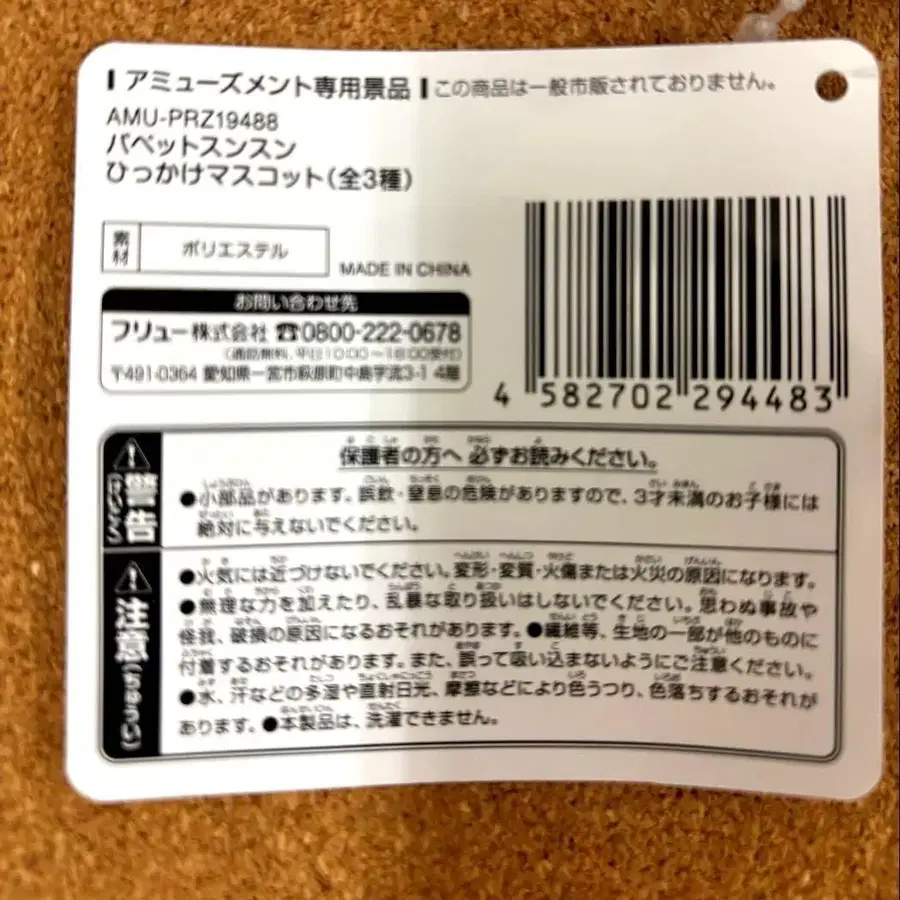 アミューズメント専用景品 この商品は一般市販されておりません。
AMU-PRZ19488
パペットスンスン
ひっかけマスコット(全3種)
素材 ポリエステル
MADE IN CHINA
お問い合わせ先
フリュー株式会社 ☎0800-222-0678
(通話無料、平日10:00~16:00受付)
〒491-0364 愛知県一宮市萩原町中島字流3-1 4階
4 582702 294483
警告(けいこく)
保護者の方へ 必ずお読みください。
●小部品があります。誤飲・窒息の危険がありますので、3才未満のお子様には
絶対に与えないでください。
注意(ちゅうい)
●火気には近づけないでください。変形・変質・火傷または火災の原因になります。
●無理な力を加えたり、乱暴な取り扱いはしないでください。思わぬ事故や
怪我、破損の原因になるおそれがあります。●繊維等、生地の一部が他のものに
付着するおそれがあります。また、誤って吸い込まないようにご注意ください。
●水、汗などの多湿や直射日光、摩擦などにより色うつり、色落ちするおそれが
あります。●本製品は、洗濯できません。